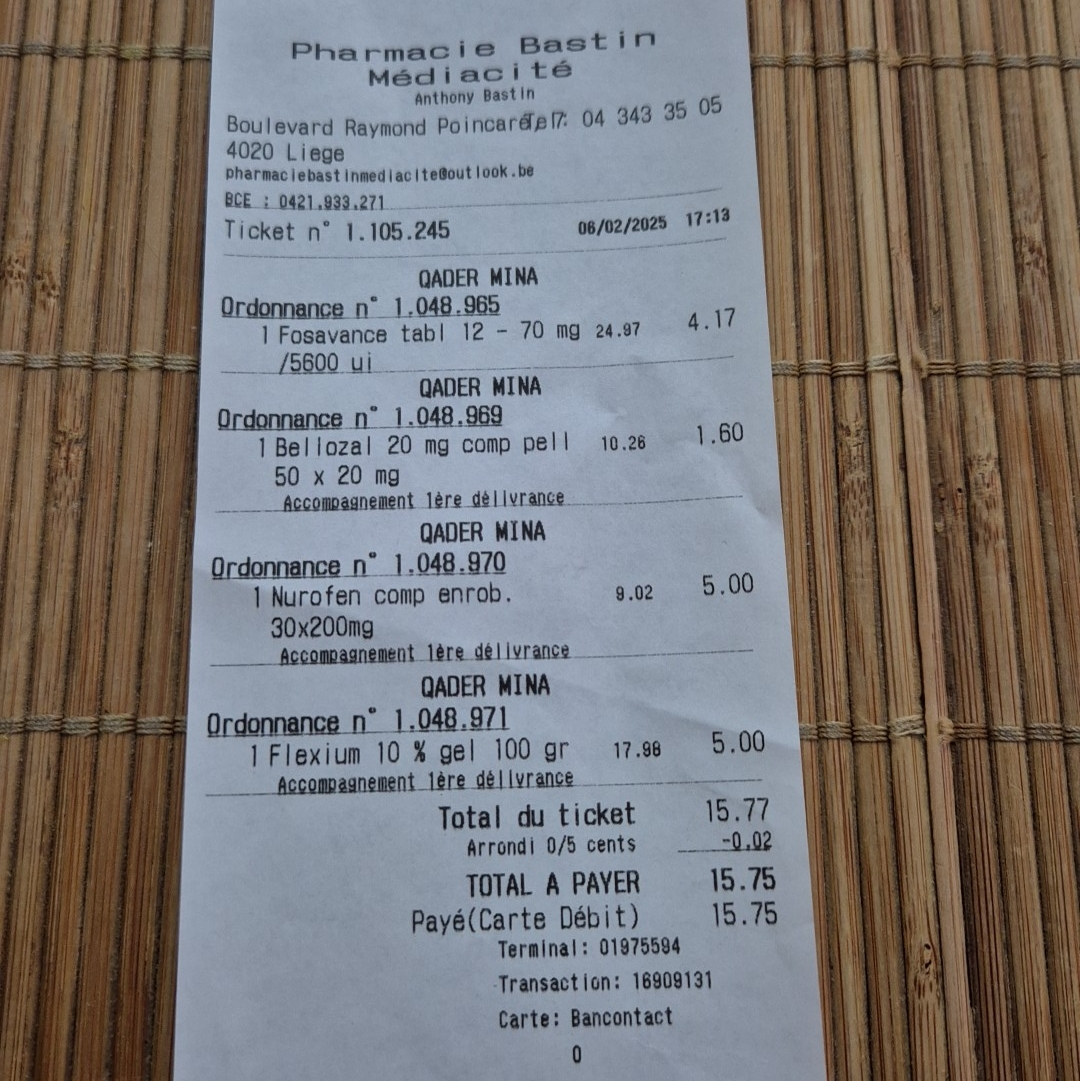 Pharmacie Bastin
Médiacité
Anthony Bastin
Boulevard Raymond Poincaré 7 Tel: 04 343 35 05
4020 Liege
pharmaciebastinmediacite@outlook.be
BCE : 0421.933.271
Ticket n° 1.105.245 06/02/2025 17:13
QADER MINA
Ordonnance n° 1.048.965
1 Fosavance tabl 12 - 70 mg 24.97 4.17
/5600 ui
QADER MINA
Ordonnance n° 1.048.969
1 Bellozal 20 mg comp pell 10.26 1.60
50 x 20 mg
Accompagnement 1ère délivrance
QADER MINA
Ordonnance n° 1.048.970
1 Nurofen comp enrob. 9.02 5.00
30x200mg
Accompagnement 1ère délivrance
QADER MINA
Ordonnance n° 1.048.971
1 Flexium 10 % gel 100 gr 17.98 5.00
Accompagnement 1ère délivrance
Total du ticket 15.77
Arrondi 0/5 cents -0.02
TOTAL A PAYER 15.75
Payé(Carte Débit) 15.75
Terminal: 01975594
Transaction: 16909131
Carte: Bancontact
0